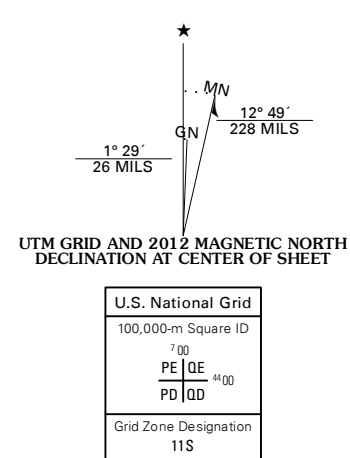 ★
MN
12° 49´
228 MILS
GN
1° 29´
26 MILS
UTM GRID AND 2012 MAGNETIC NORTH
DECLINATION AT CENTER OF SHEET
U.S. National Grid
100,000-m Square ID
7 00
PE QE
44 00
PD QD
Grid Zone Designation
11S